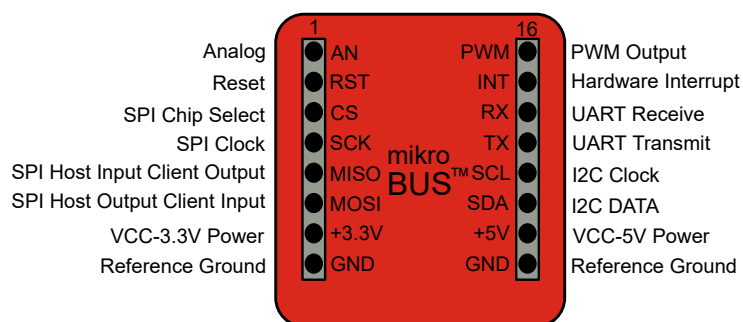 1 16
Analog AN PWM PWM Output
Reset RST INT Hardware Interrupt
SPI Chip Select CS RX UART Receive
SPI Clock SCK TX UART Transmit
mikro
BUS™
SPI Host Input Client Output MISO SCL I2C Clock
SPI Host Output Client Input MOSI SDA I2C DATA
VCC-3.3V Power +3.3V +5V VCC-5V Power
Reference Ground GND GND Reference Ground